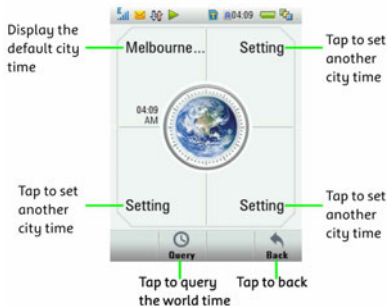 04:09
Display the
default city
time
Melbourne...
Setting
Tap to set
another
city time
04:09
AM
Tap to set
another
city time
Setting
Setting
Tap to set
another
city time
Query
Back
Tap to query
the world time
Tap to back